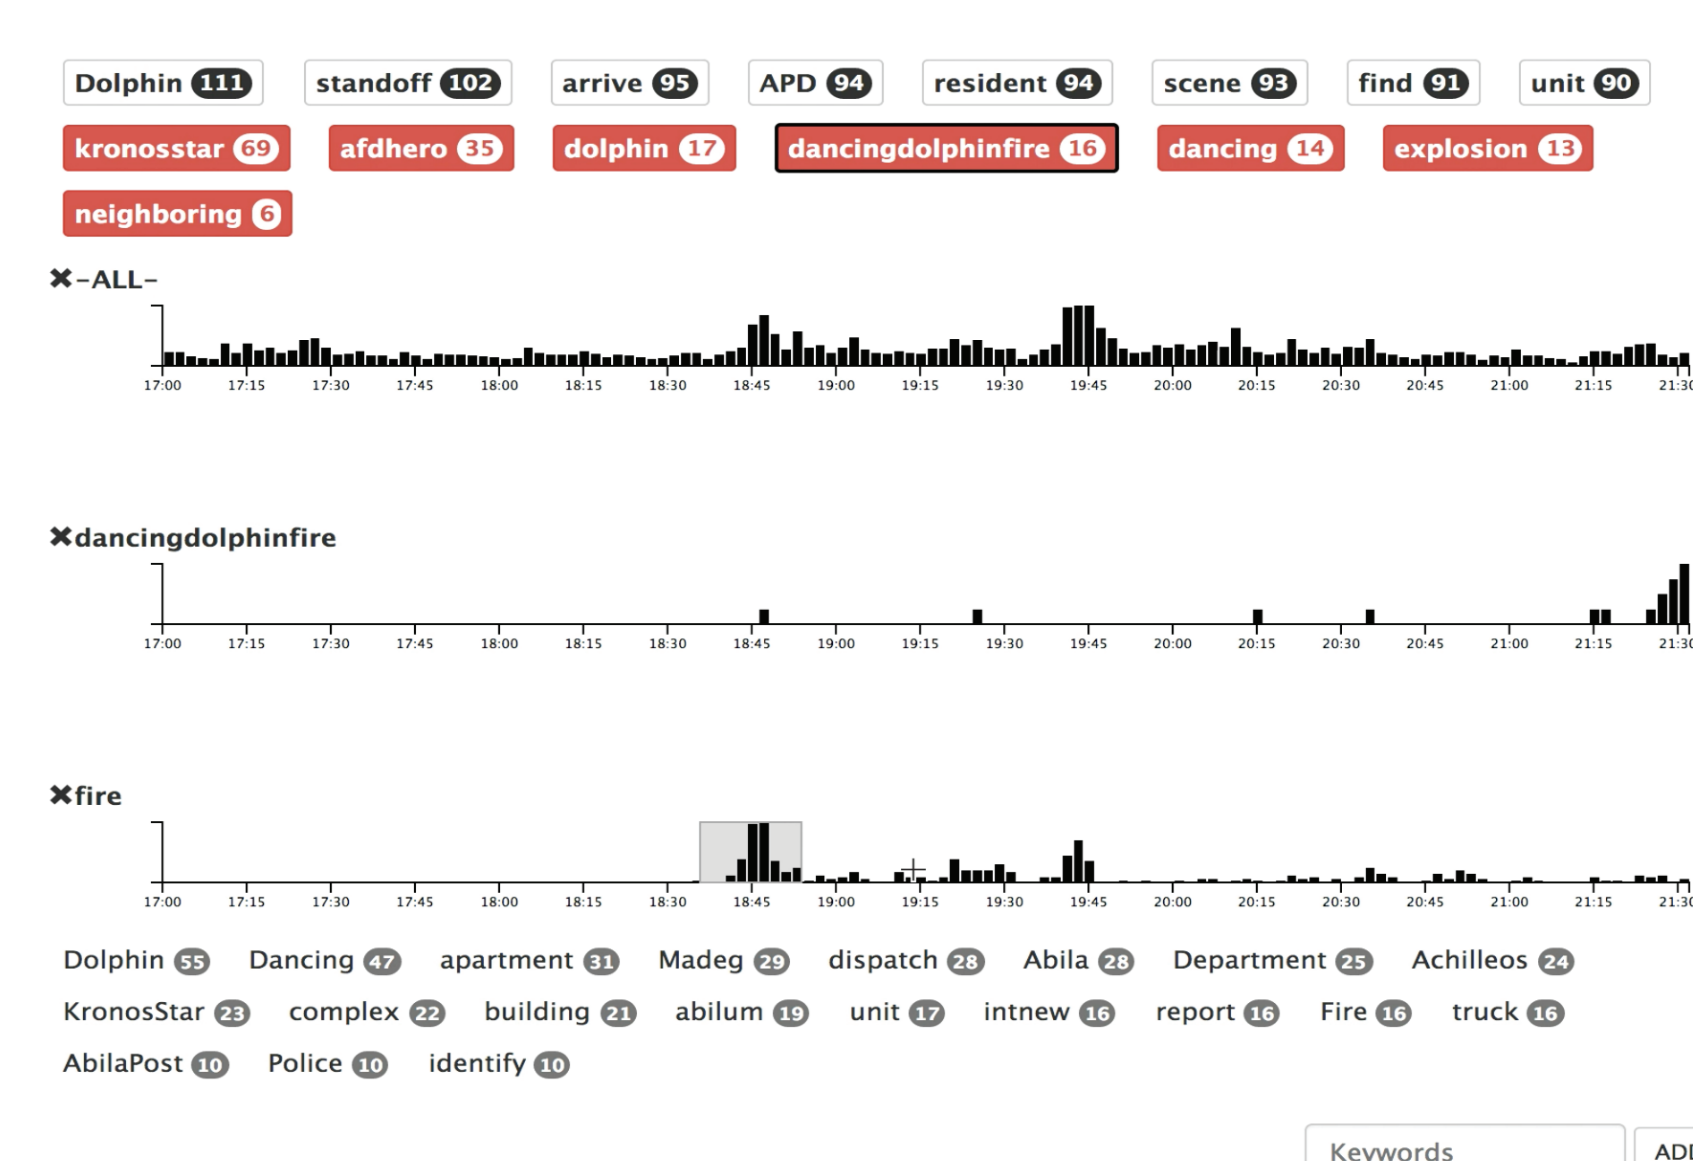 Dolphin 111 standoff 102 arrive 95 APD 94 resident 94 scene 93 find 91 unit 90
kronosstar 69 afdhero 35 dolphin 17 dancingdolphinfire 16 dancing 14 explosion 13
neighboring 6
✖-ALL-
17:00 17:15 17:30 17:45 18:00 18:15 18:30 18:45 19:00 19:15 19:30 19:45 20:00 20:15 20:30 20:45 21:00 21:15 21:30
✖dancingdolphinfire
17:00 17:15 17:30 17:45 18:00 18:15 18:30 18:45 19:00 19:15 19:30 19:45 20:00 20:15 20:30 20:45 21:00 21:15 21:30
✖fire
17:00 17:15 17:30 17:45 18:00 18:15 18:30 18:45 19:00 19:15 19:30 19:45 20:00 20:15 20:30 20:45 21:00 21:15 21:30
Dolphin 55 Dancing 47 apartment 31 Madeg 29 dispatch 28 Abila 28 Department 25 Achilleos 24
KronosStar 23 complex 22 building 21 abilum 19 unit 17 intnew 16 report 16 Fire 16 truck 16
AbilaPost 10 Police 10 identify 10
Keywords ADD